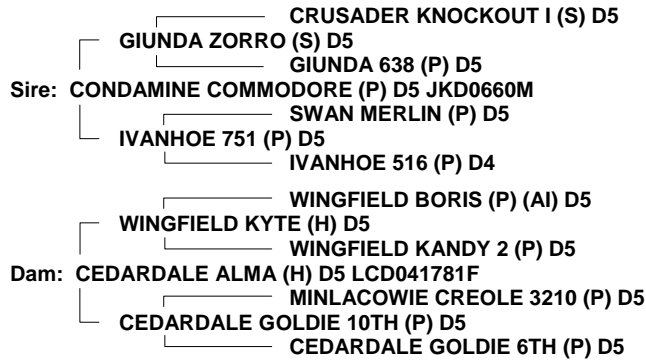 CRUSADER KNOCKOUT I (S) D5
GIUNDA ZORRO (S) D5
GIUNDA 638 (P) D5
Sire: CONDAMINE COMMODORE (P) D5 JKD0660M
SWAN MERLIN (P) D5
IVANHOE 751 (P) D5
IVANHOE 516 (P) D4
WINGFIELD BORIS (P) (AI) D5
WINGFIELD KYTE (H) D5
WINGFIELD KANDY 2 (P) D5
Dam: CEDARDALE ALMA (H) D5 LCD041781F
MINLACOWIE CREOLE 3210 (P) D5
CEDARDALE GOLDIE 10TH (P) D5
CEDARDALE GOLDIE 6TH (P) D5